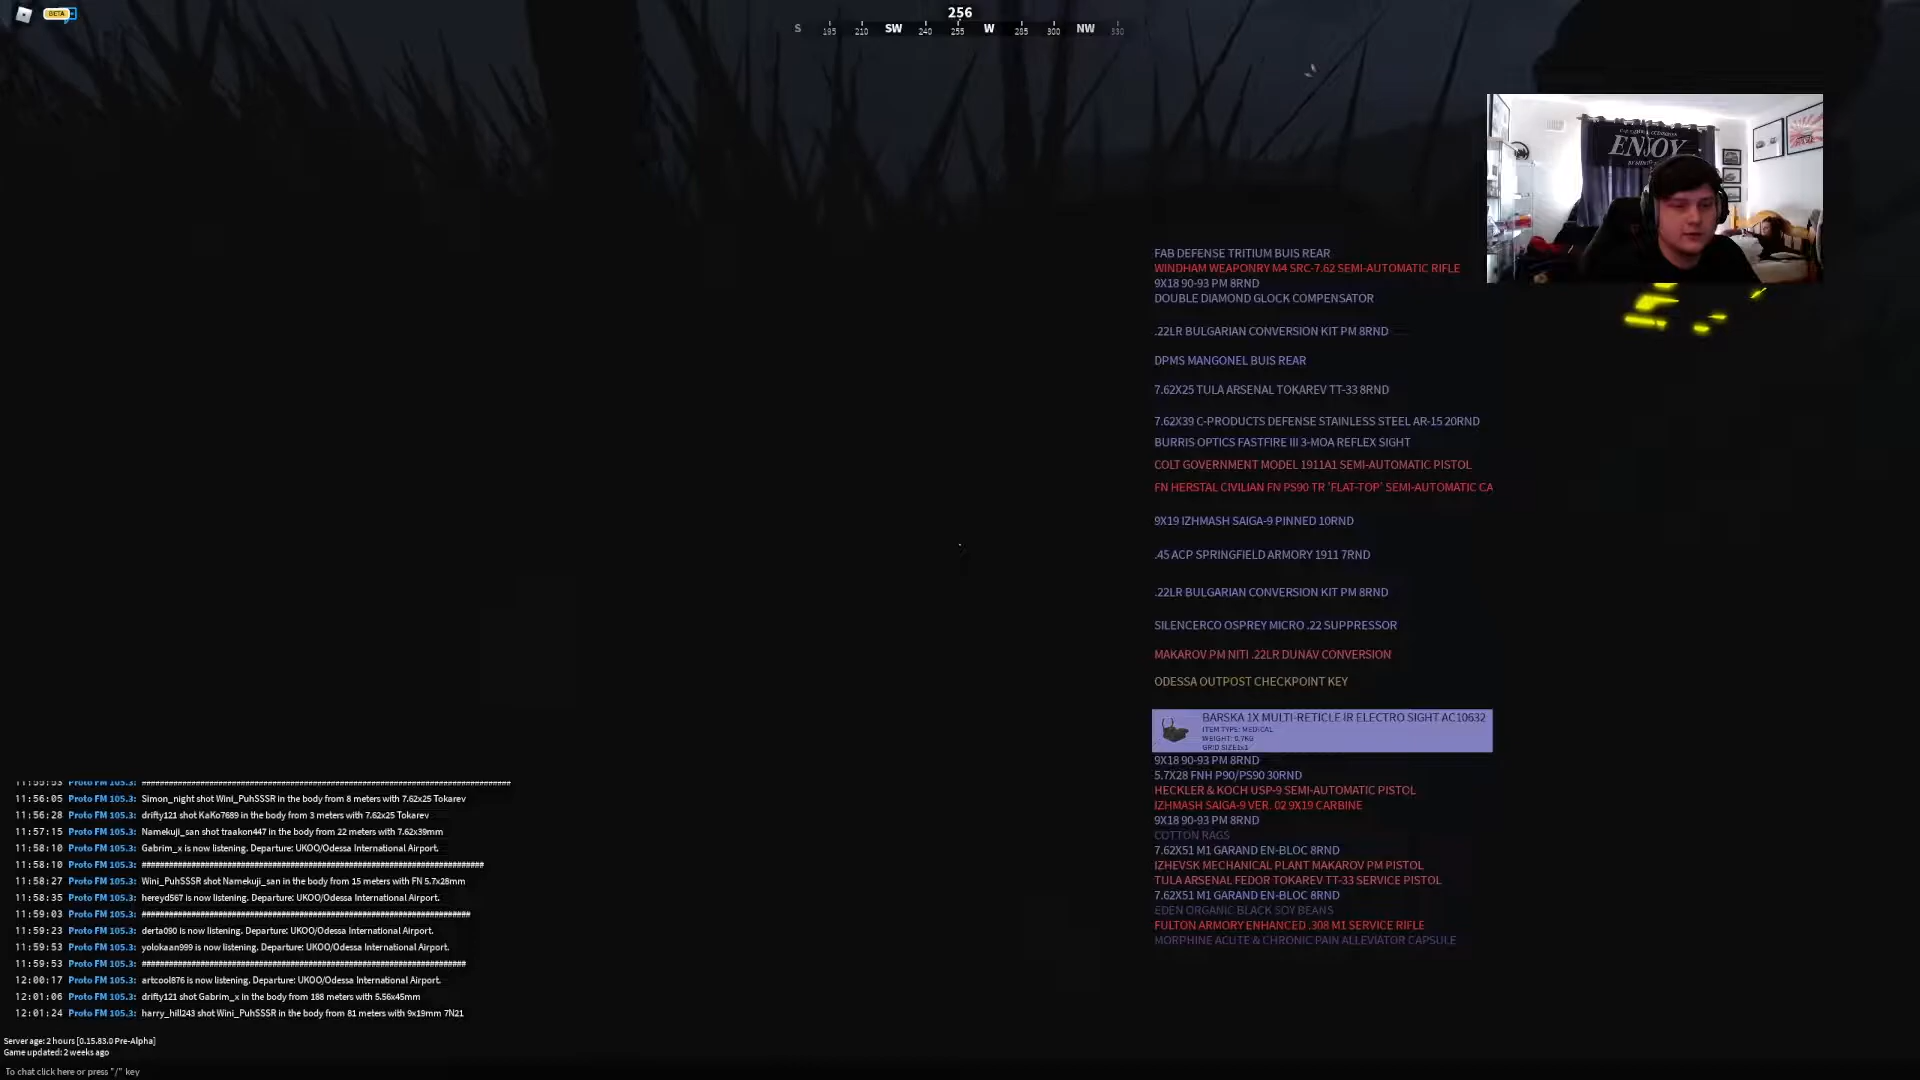 BETA
256
S 195 210 SW 240 255 W 285 300 NW 330
ENJOY
FAB DEFENSE TRITIUM BUIS REAR
WINDHAM WEAPONRY M4 SRC-7.62 SEMI-AUTOMATIC RIFLE
9X18 90-93 PM 8RND
DOUBLE DIAMOND GLOCK COMPENSATOR
.22LR BULGARIAN CONVERSION KIT PM 8RND
DPMS MANGONEL BUIS REAR
7.62X25 TULA ARSENAL TOKAREV TT-33 8RND
7.62X39 C-PRODUCTS DEFENSE STAINLESS STEEL AR-15 20RND
BURRIS OPTICS FASTFIRE III 3-MOA REFLEX SIGHT
COLT GOVERNMENT MODEL 1911A1 SEMI-AUTOMATIC PISTOL
FN HERSTAL CIVILIAN FN PS90 TR 'FLAT-TOP' SEMI-AUTOMATIC CA
9X19 IZHMASH SAIGA-9 PINNED 10RND
.45 ACP SPRINGFIELD ARMORY 1911 7RND
.22LR BULGARIAN CONVERSION KIT PM 8RND
SILENCERCO OSPREY MICRO .22 SUPPRESSOR
MAKAROV PM NITI .22LR DUNAV CONVERSION
ODESSA OUTPOST CHECKPOINT KEY
BARSKA 1X MULTI-RETICLE IR ELECTRO SIGHT AC10632
ITEM TYPE: MEDICAL
WEIGHT: 0.7KG
GRID SIZE1x1
9X18 90-93 PM 8RND
5.7X28 FNH P90/PS90 30RND
HECKLER & KOCH USP-9 SEMI-AUTOMATIC PISTOL
IZHMASH SAIGA-9 VER. 02 9X19 CARBINE
9X18 90-93 PM 8RND
COTTON RAGS
7.62X51 M1 GARAND EN-BLOC 8RND
IZHEVSK MECHANICAL PLANT MAKAROV PM PISTOL
TULA ARSENAL FEDOR TOKAREV TT-33 SERVICE PISTOL
7.62X51 M1 GARAND EN-BLOC 8RND
EDEN ORGANIC BLACK SOY BEANS
FULTON ARMORY ENHANCED .308 M1 SERVICE RIFLE
MORPHINE ACUTE & CHRONIC PAIN ALLEVIATOR CAPSULE
11:55:53 Proto FM 105.3: ################################################################################
11:56:05 Proto FM 105.3: Simon_night shot Wini_PuhSSSR in the body from 8 meters with 7.62x25 Tokarev
11:56:28 Proto FM 105.3: drifty121 shot KaKo7689 in the body from 3 meters with 7.62x25 Tokarev
11:57:15 Proto FM 105.3: Namekuji_san shot traakon447 in the body from 22 meters with 7.62x39mm
11:58:10 Proto FM 105.3: Gabrim_x is now listening. Departure: UKOO/Odessa International Airport.
11:58:10 Proto FM 105.3: ##########################################################################
11:58:27 Proto FM 105.3: Wini_PuhSSSR shot Namekuji_san in the body from 15 meters with FN 5.7x28mm
11:58:35 Proto FM 105.3: hereyd567 is now listening. Departure: UKOO/Odessa International Airport.
11:59:03 Proto FM 105.3: #######################################################################
11:59:23 Proto FM 105.3: derta090 is now listening. Departure: UKOO/Odessa International Airport.
11:59:53 Proto FM 105.3: yolokaan999 is now listening. Departure: UKOO/Odessa International Airport.
11:59:53 Proto FM 105.3: ######################################################################
12:00:17 Proto FM 105.3: artcool876 is now listening. Departure: UKOO/Odessa International Airport.
12:01:06 Proto FM 105.3: drifty121 shot Gabrim_x in the body from 188 meters with 5.56x45mm
12:01:24 Proto FM 105.3: harry_hill243 shot Wini_PuhSSSR in the body from 81 meters with 9x19mm 7N21
Server age: 2 hours [0.15.83.0 Pre-Alpha]
Game updated: 2 weeks ago
To chat click here or press "/" key